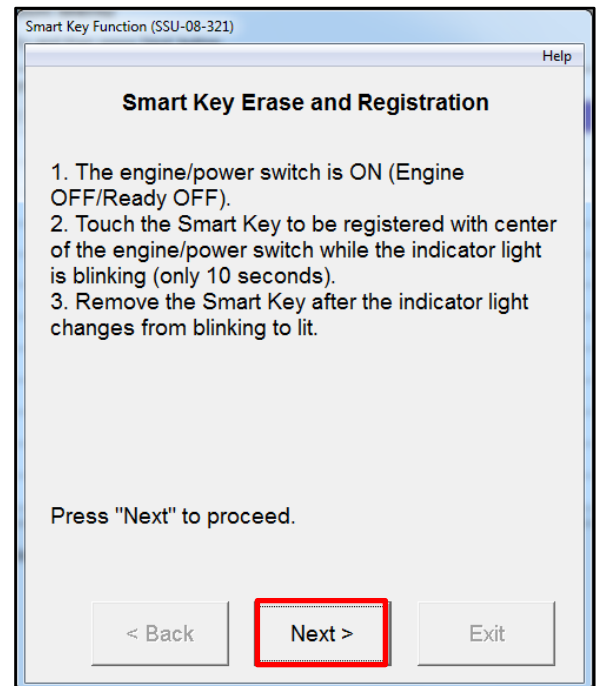 Smart Key Function (SSU-08-321)
Help
Smart Key Erase and Registration
1. The engine/power switch is ON (Engine
OFF/Ready OFF).
2. Touch the Smart Key to be registered with center
of the engine/power switch while the indicator light
is blinking (only 10 seconds).
3. Remove the Smart Key after the indicator light
changes from blinking to lit.
Press "Next" to proceed.
< Back
Next >
Exit